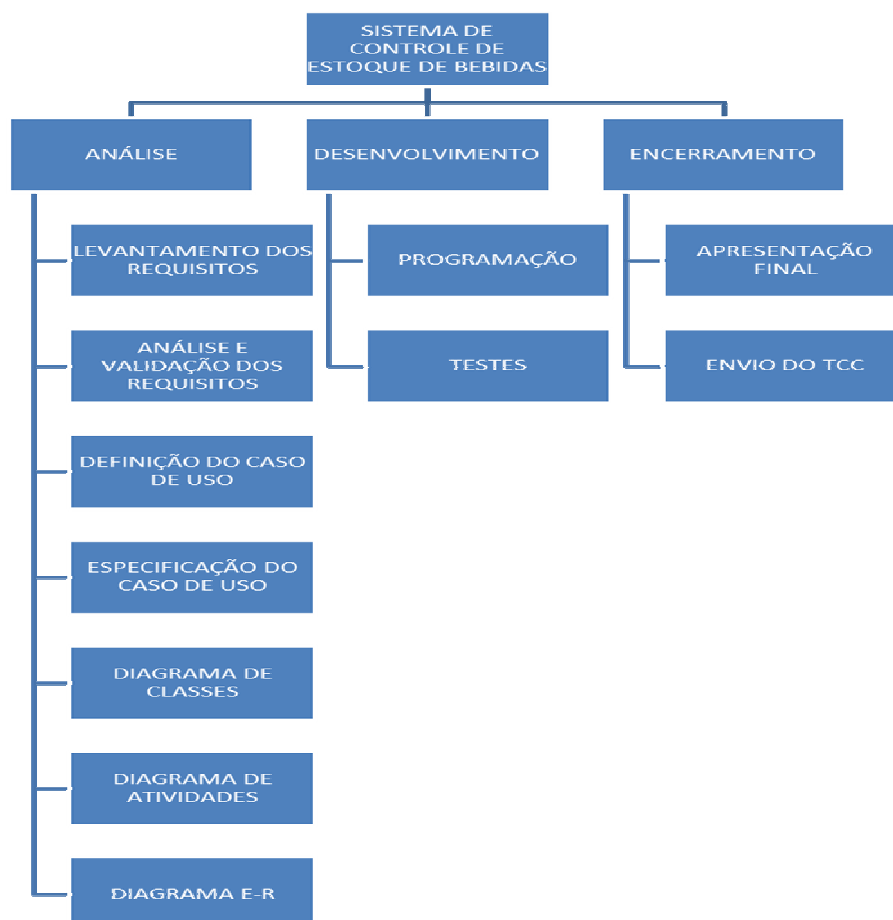 SISTEMA DE
CONTROLE DE
ESTOQUE DE BEBIDAS
ANÁLISE
DESENVOLVIMENTO
ENCERRAMENTO
LEVANTAMENTO DOS
REQUISITOS
ANÁLISE E
VALIDAÇÃO DOS
REQUISITOS
DEFINIÇÃO DO CASO
DE USO
ESPECIFICAÇÃO DO
CASO DE USO
DIAGRAMA DE
CLASSES
DIAGRAMA DE
ATIVIDADES
DIAGRAMA E-R
PROGRAMAÇÃO
TESTES
APRESENTAÇÃO
FINAL
ENVIO DO TCC